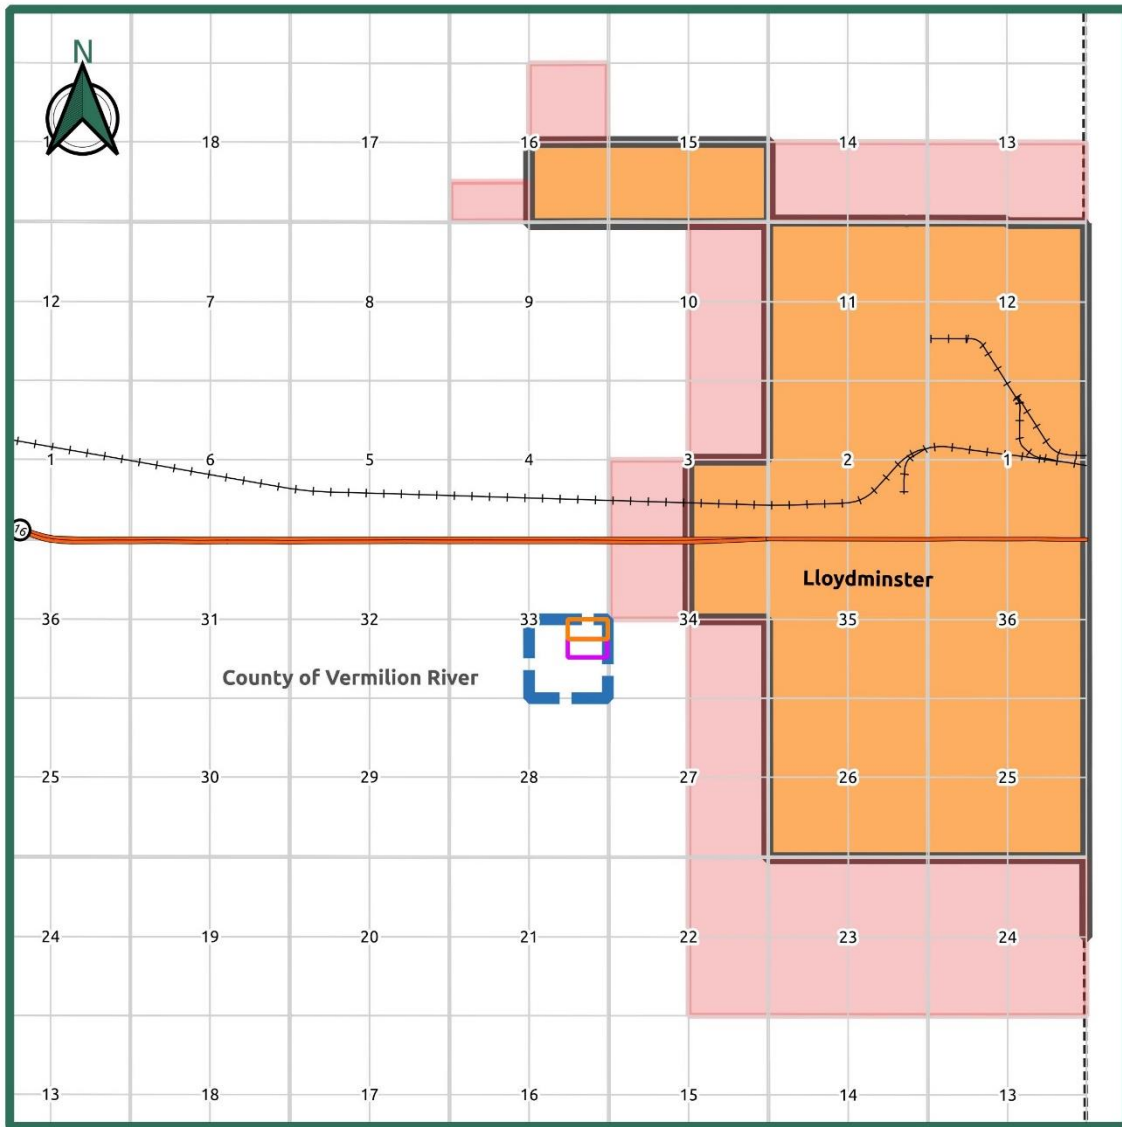 N
18 17 16 15 14 13
12 7 8 9 10 11 12
1 6 5 4 3 2 1
16
Lloydminster
36 31 32 33 34 35
County of Vermilion River
25 30 29 28 27 26 25
24 19 20 21 22 23 24
13 18 17 16 15 14 13